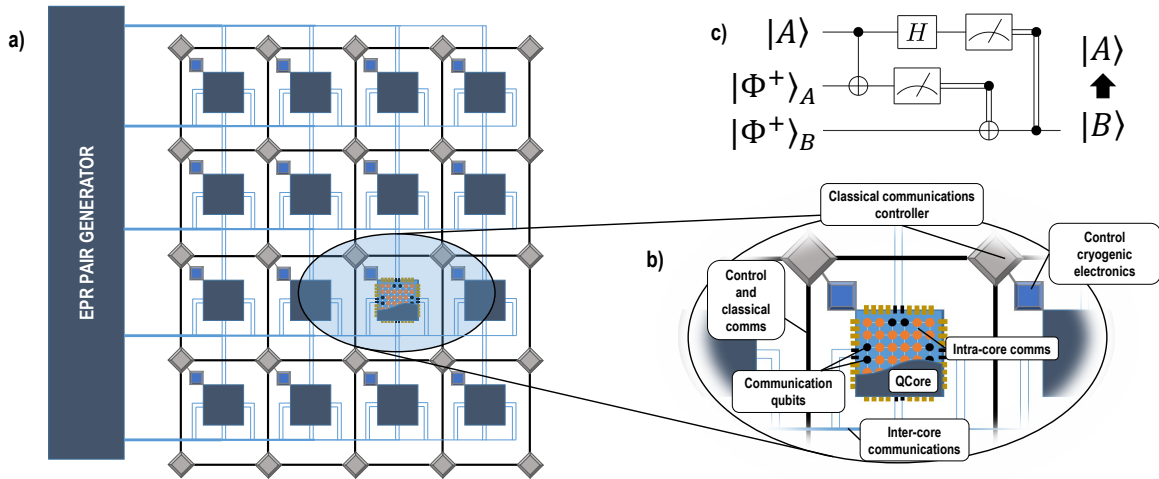 a)
EPR PAIR GENERATOR
c)
|A⟩
H
|Φ⁺⟩_A
|Φ⁺⟩_B
|A⟩
|B⟩
b)
Classical communications
controller
Control
cryogenic
electronics
Control
and
classical
comms
Intra-core comms
Communication
qubits
QCore
Inter-core
communications